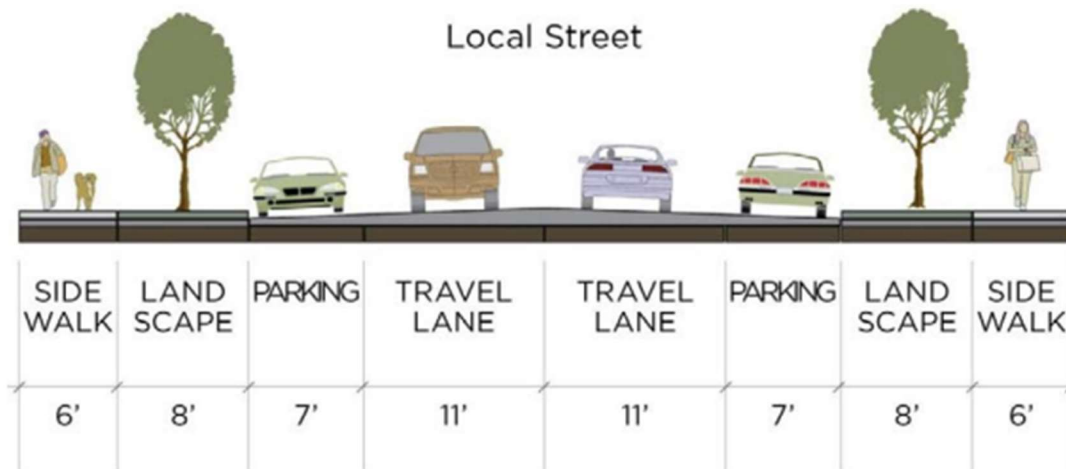 Local Street
SIDE LAND PARKING TRAVEL TRAVEL PARKING LAND SIDE
WALK SCAPE LANE LANE SCAPE WALK
6' 8' 7' 11' 11' 7' 8' 6'